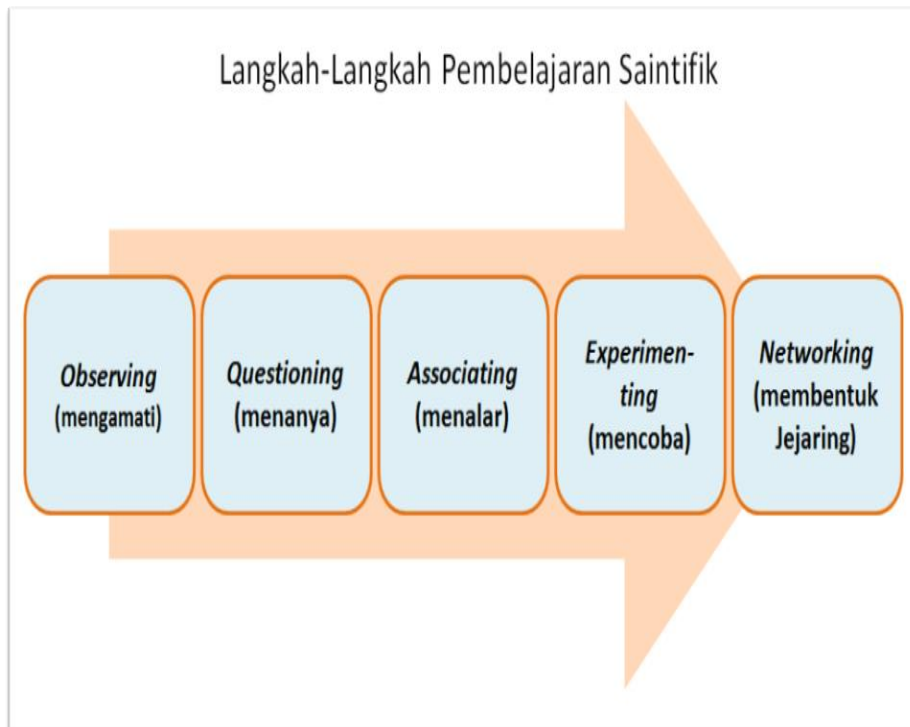 Langkah-Langkah Pembelajaran Saintifik
Observing
(mengamati)
Questioning
(menanya)
Associating
(menalar)
Experimen-
ting
(mencoba)
Networking
(membentuk
Jejaring)